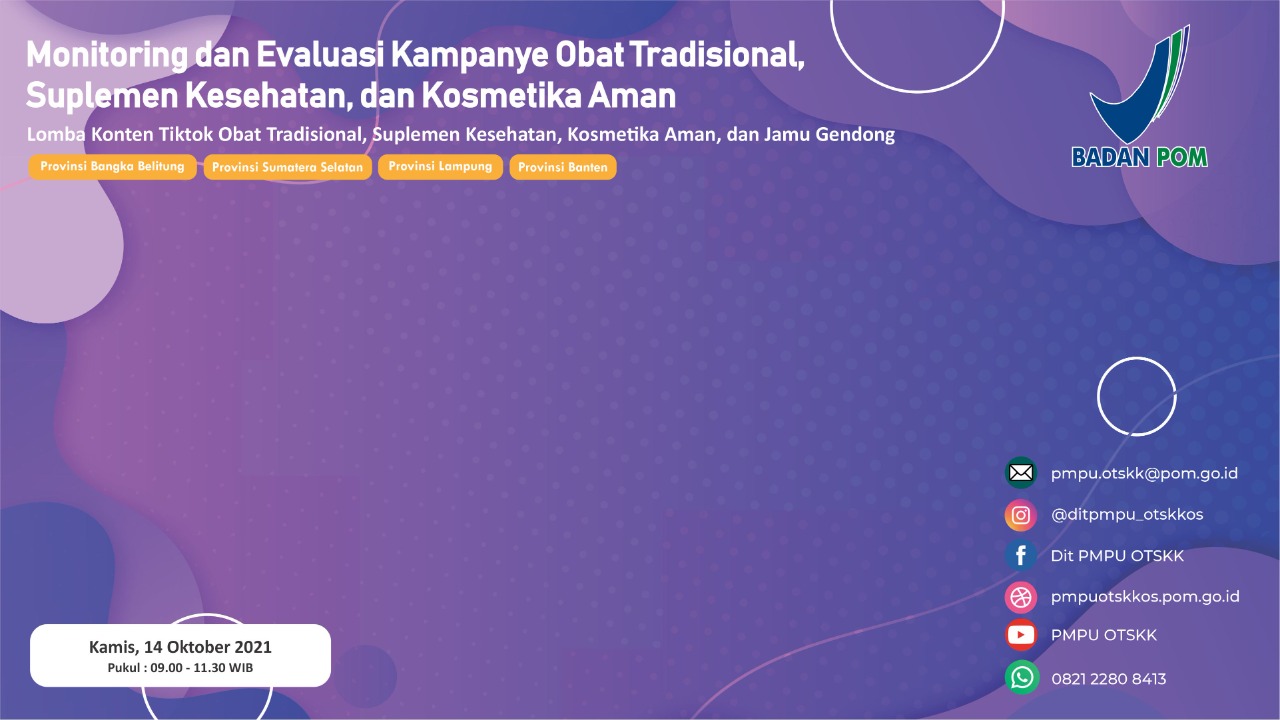 Monitoring dan Evaluasi Kampanye Obat Tradisional,
Suplemen Kesehatan, dan Kosmetika Aman
Lomba Konten Tiktok Obat Tradisional, Suplemen Kesehatan, Kosmetika Aman, dan Jamu Gendong
Provinsi Bangka Belitung Provinsi Sumatera Selatan Provinsi Lampung Provinsi Banten
BADAN POM
pmpu.otskk@pom.go.id
@ditpmpu_otskkos
Dit PMPU OTSKK
pmpuotskkos.pom.go.id
PMPU OTSKK
0821 2280 8413
Kamis, 14 Oktober 2021
Pukul : 09.00 - 11.30 WIB